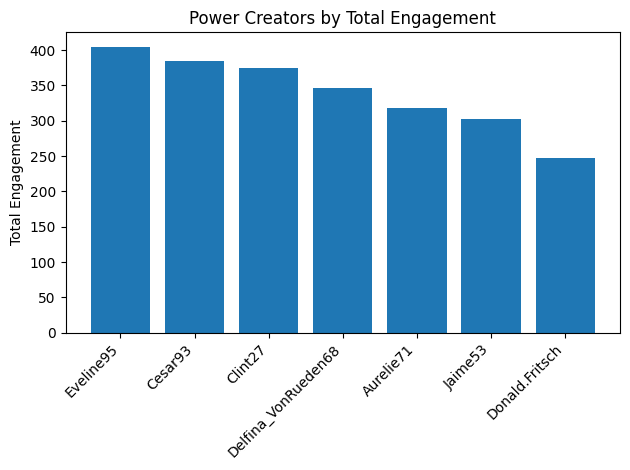 Power Creators by Total Engagement
Total Engagement
400
350
300
250
200
150
100
50
0
Eveline95
Cesar93
Clint27
Delfina_VonRueden68
Aurelie71
Jaime53
Donald.Fritsch